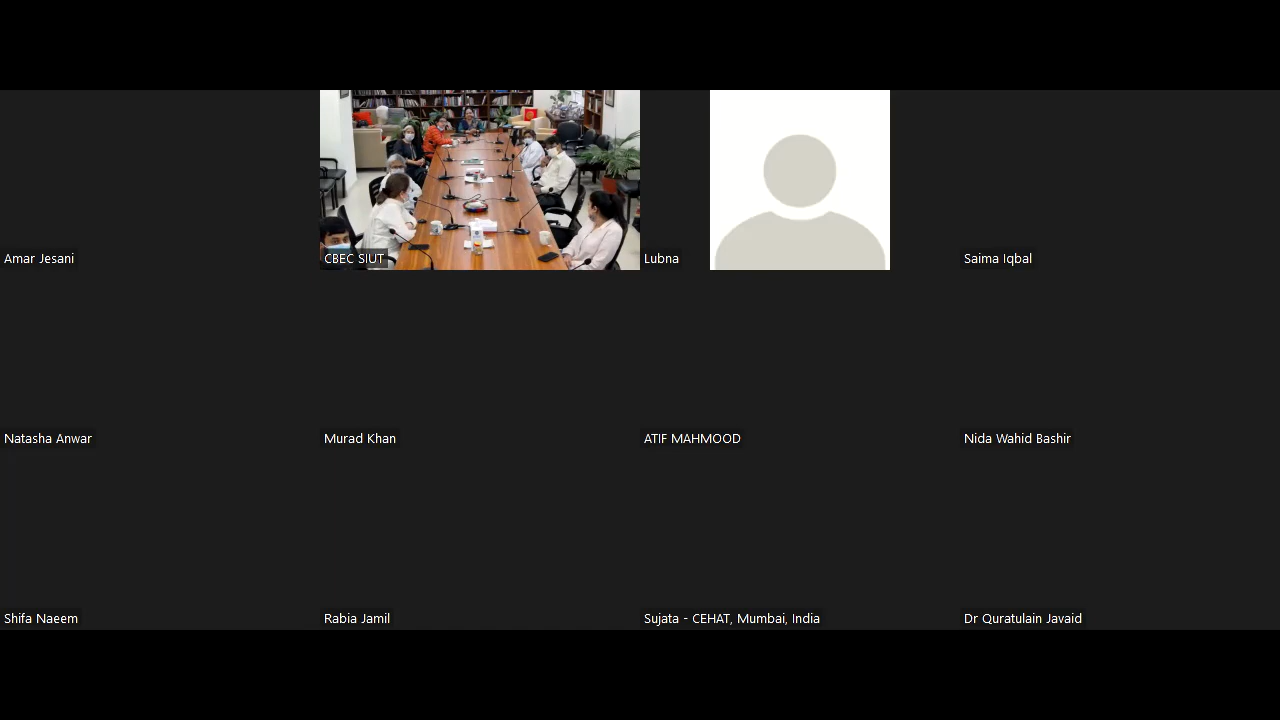 Amar Jesani
CBEC SIUT
Lubna
Saima Iqbal
Natasha Anwar
Murad Khan
ATIF MAHMOOD
Nida Wahid Bashir
Shifa Naeem
Rabia Jamil
Sujata - CEHAT, Mumbai, India
Dr Quratulain Javaid